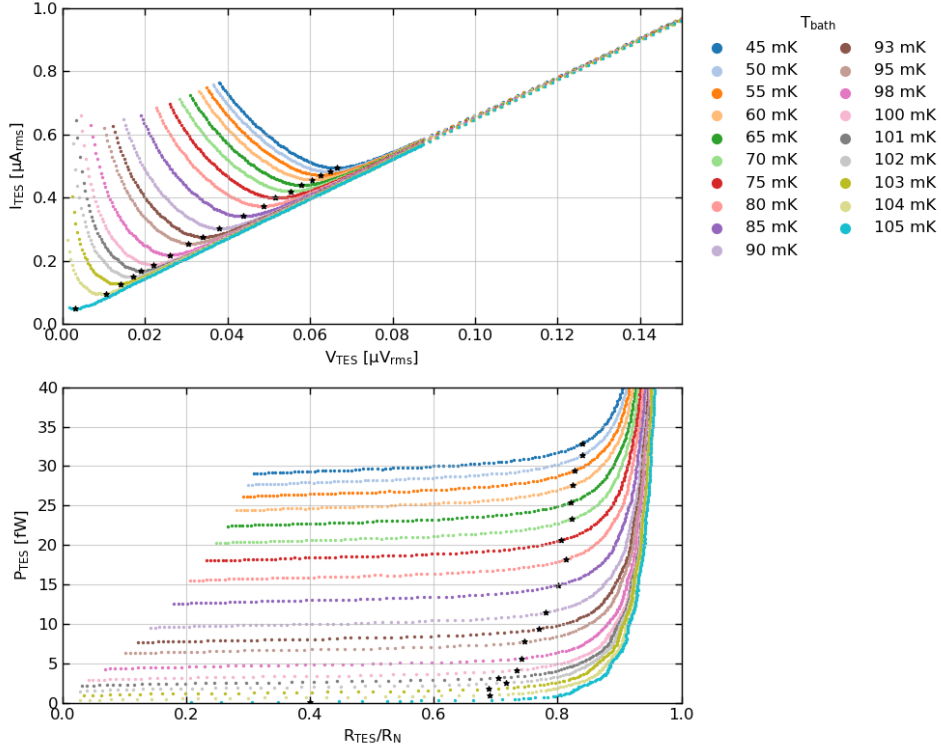 1.0
0.8
0.6
0.4
0.2
0.0
I_TES [µA_rms]
0.00 0.02 0.04 0.06 0.08 0.10 0.12 0.14
V_TES [µV_rms]
T_bath
45 mK 93 mK
50 mK 95 mK
55 mK 98 mK
60 mK 100 mK
65 mK 101 mK
70 mK 102 mK
75 mK 103 mK
80 mK 104 mK
85 mK 105 mK
90 mK
40
35
30
25
20
15
10
5
0
P_TES [fW]
0.0 0.2 0.4 0.6 0.8 1.0
R_TES/R_N